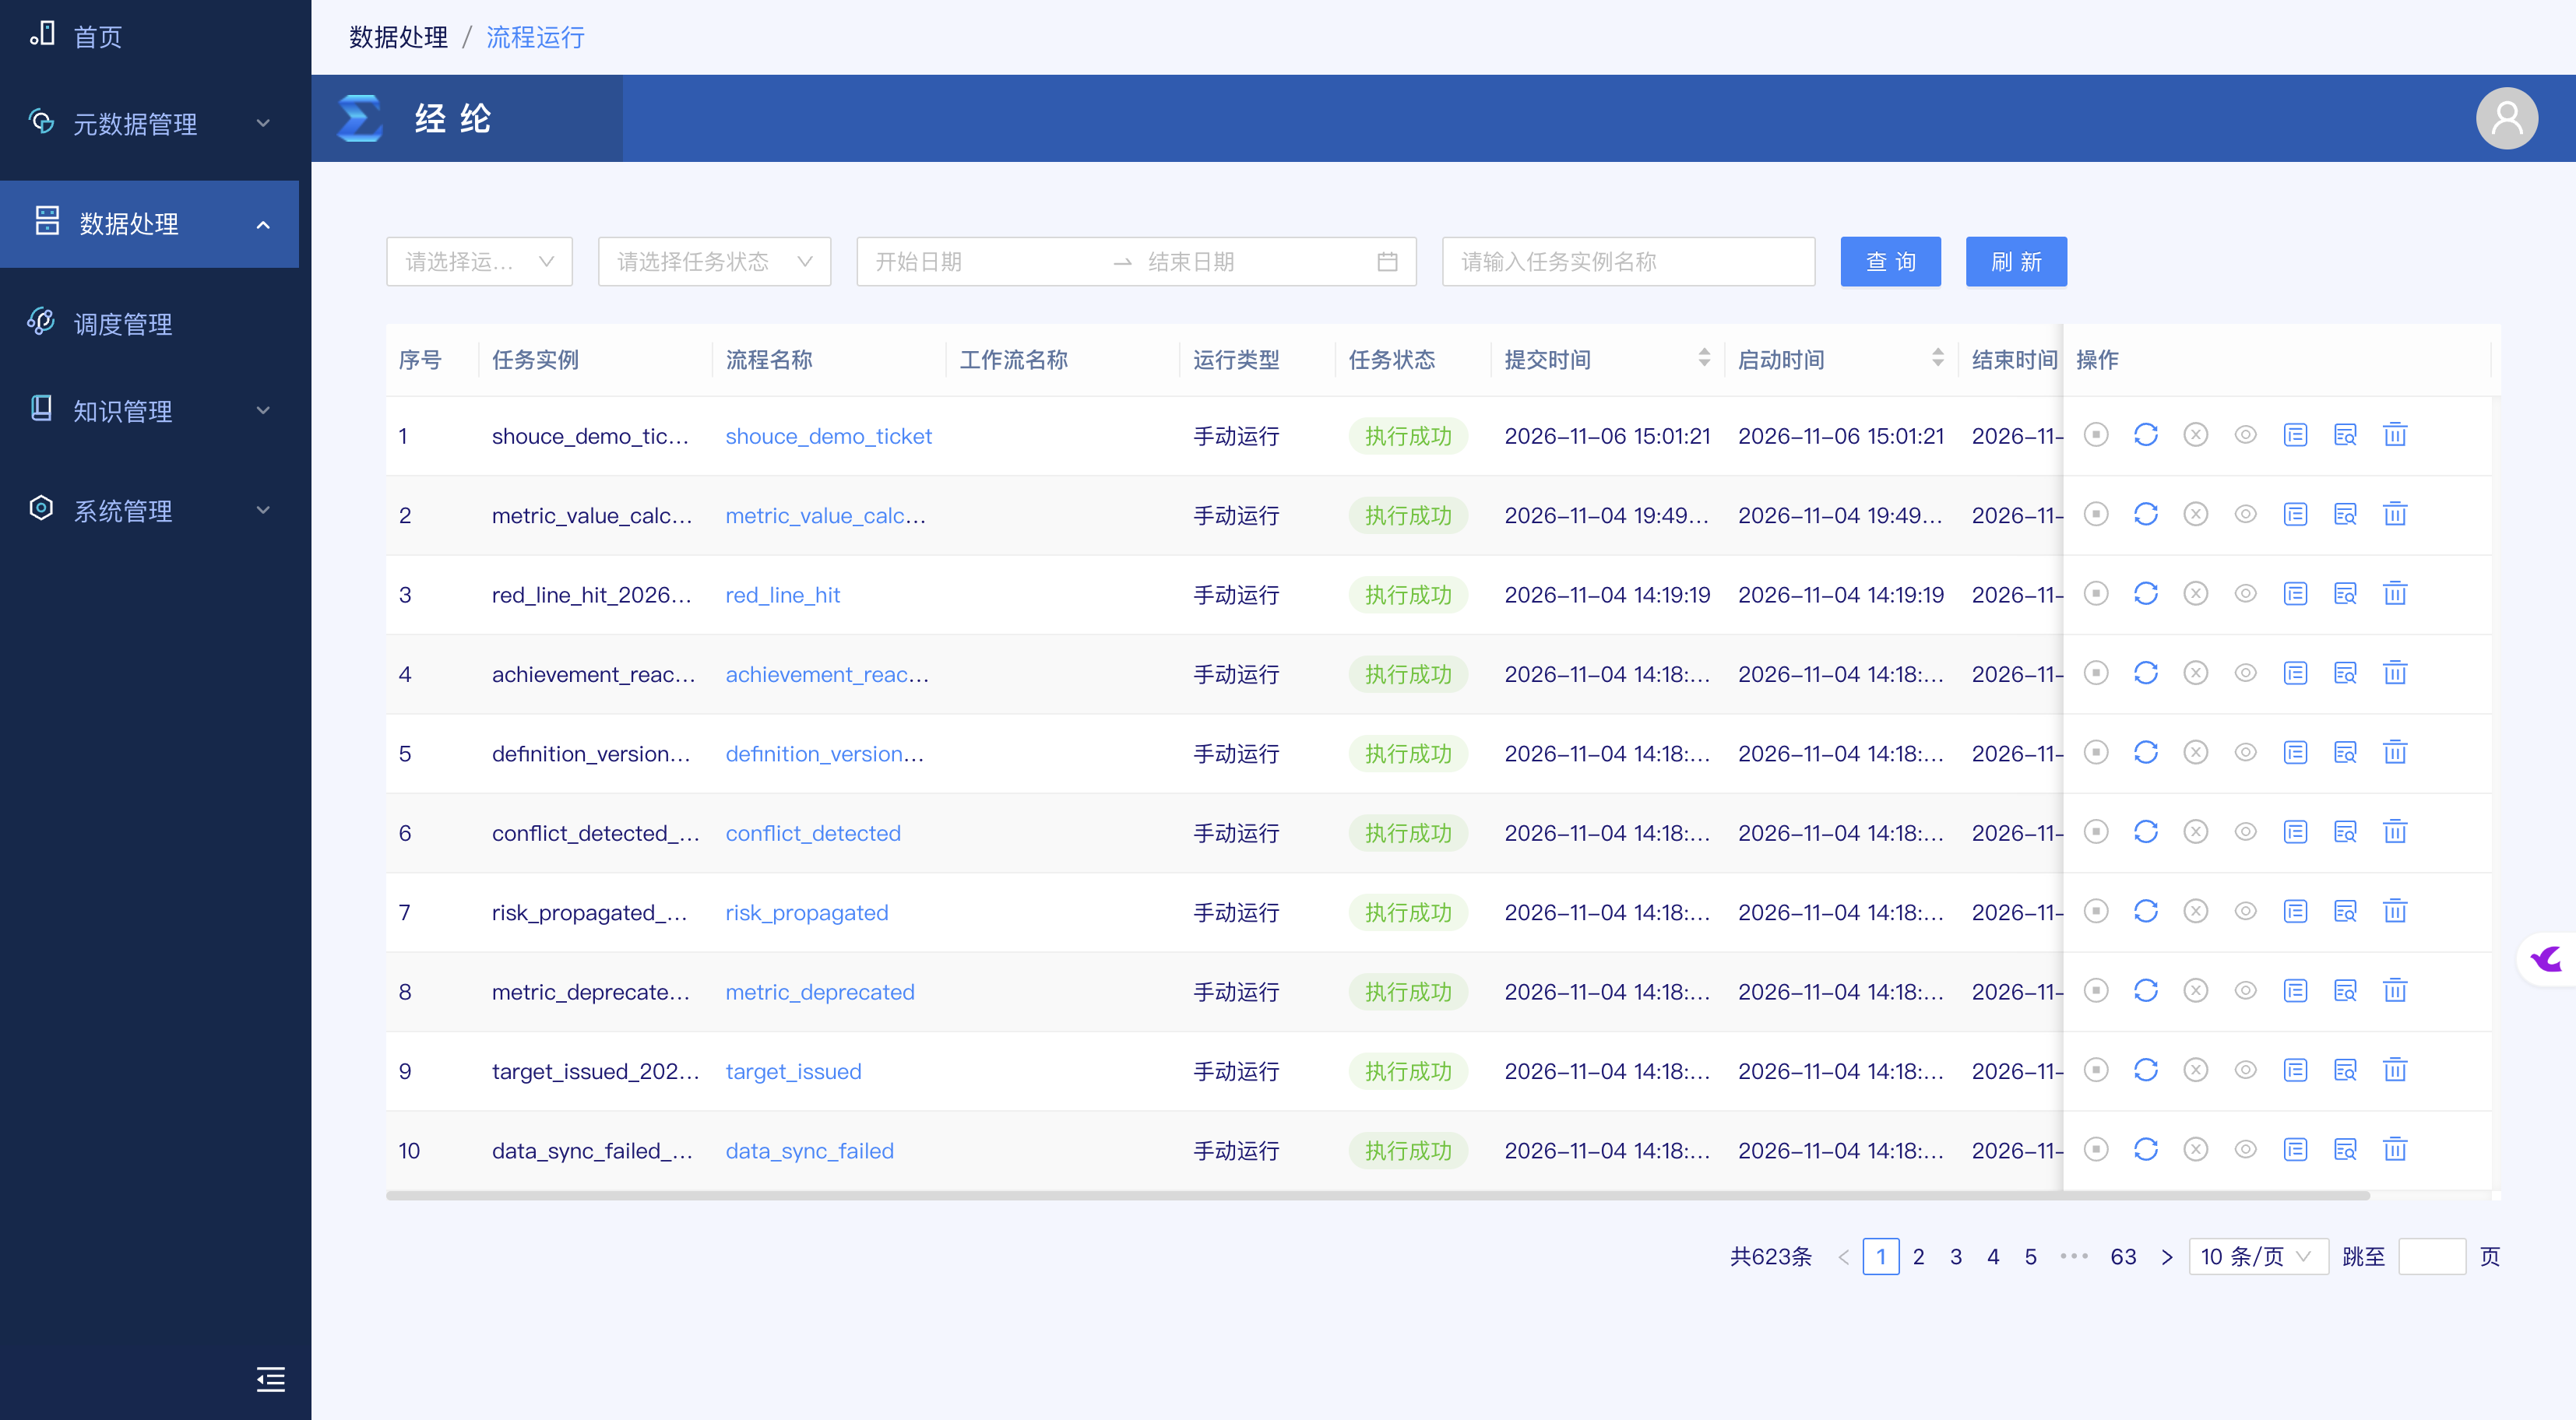 首页
元数据管理
数据处理
调度管理
知识管理
系统管理
数据处理 / 流程运行
经纶
请选择运... 请选择任务状态 开始日期 结束日期 请输入任务实例名称 查 询 刷 新
序号 任务实例 流程名称 工作流名称 运行类型 任务状态 提交时间 启动时间 结束时间 操作
1 shouce_demo_tic... shouce_demo_ticket 手动运行 执行成功 2026-11-06 15:01:21 2026-11-06 15:01:21 2026-11-
2 metric_value_calc... metric_value_calc... 手动运行 执行成功 2026-11-04 19:49... 2026-11-04 19:49... 2026-11-
3 red_line_hit_2026... red_line_hit 手动运行 执行成功 2026-11-04 14:19:19 2026-11-04 14:19:19 2026-11-
4 achievement_reac... achievement_reac... 手动运行 执行成功 2026-11-04 14:18:... 2026-11-04 14:18:... 2026-11-
5 definition_version... definition_version... 手动运行 执行成功 2026-11-04 14:18:... 2026-11-04 14:18:... 2026-11-
6 conflict_detected_... conflict_detected 手动运行 执行成功 2026-11-04 14:18:... 2026-11-04 14:18:... 2026-11-
7 risk_propagated_... risk_propagated 手动运行 执行成功 2026-11-04 14:18:... 2026-11-04 14:18:... 2026-11-
8 metric_deprecate... metric_deprecated 手动运行 执行成功 2026-11-04 14:18:... 2026-11-04 14:18:... 2026-11-
9 target_issued_202... target_issued 手动运行 执行成功 2026-11-04 14:18:... 2026-11-04 14:18:... 2026-11-
10 data_sync_failed_... data_sync_failed 手动运行 执行成功 2026-11-04 14:18:... 2026-11-04 14:18:... 2026-11-
共623条 < 1 2 3 4 5 ••• 63 > 10 条/页 跳至 页